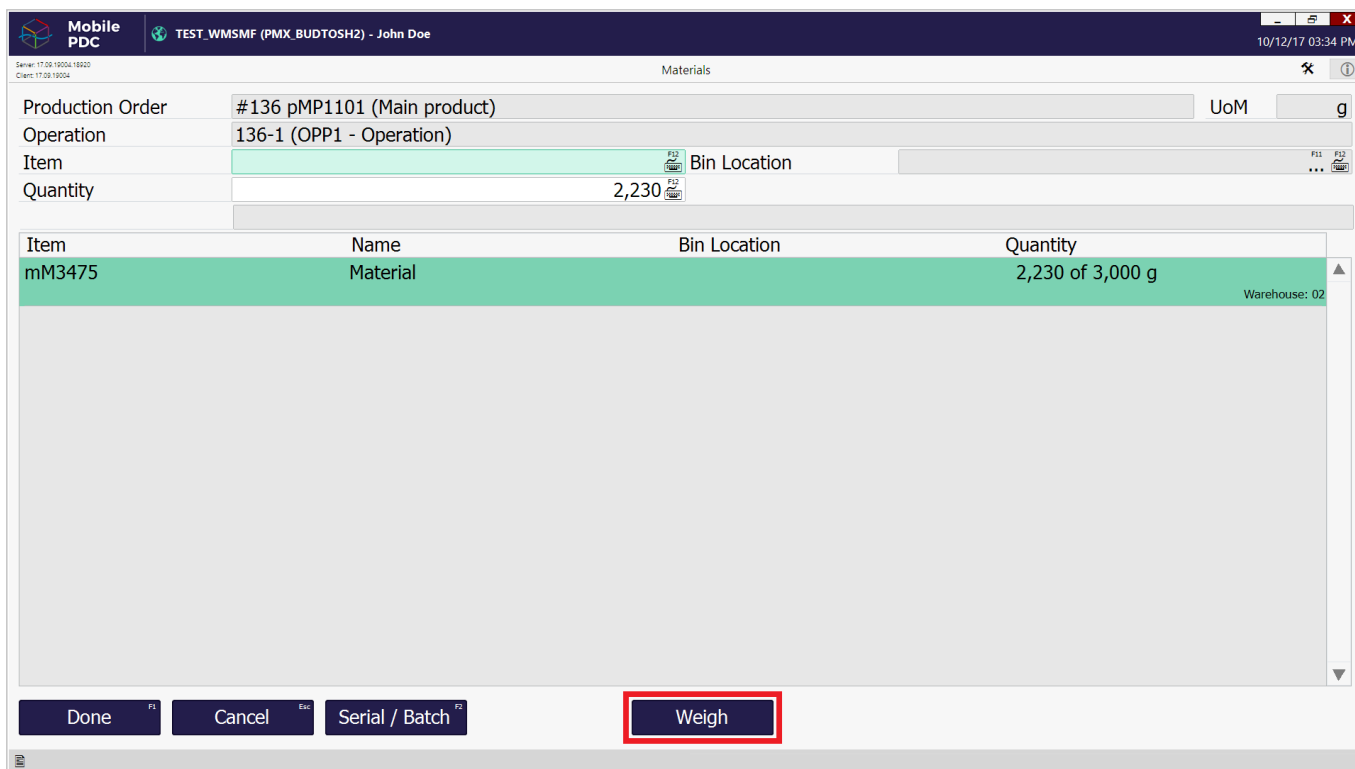 Mobile
PDC
TEST_WMSMF (PMX_BUDTOSH2) - John Doe
X
10/12/17 03:34 PM
Server: 17.09.19004.18920
Client: 17.09.19004
Materials
Production Order #136 pMP1101 (Main product) UoM g
Operation 136-1 (OPP1 - Operation)
Item F12 Bin Location F11 ... F12
Quantity 2,230 F12
Item Name Bin Location Quantity
mM3475 Material 2,230 of 3,000 g
Warehouse: 02
Done F1 Cancel Esc Serial / Batch F2 Weigh